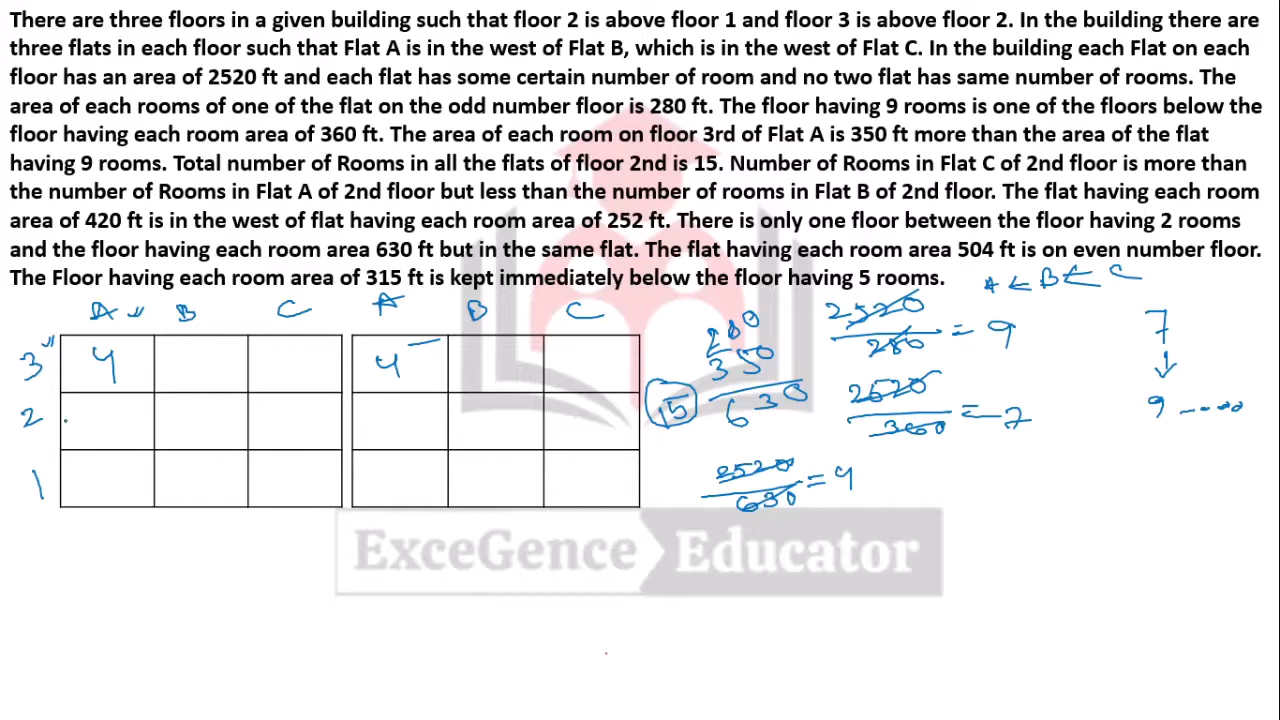 There are three floors in a given building such that floor 2 is above floor 1 and floor 3 is above floor 2. In the building there are
three flats in each floor such that Flat A is in the west of Flat B, which is in the west of Flat C. In the building each Flat on each
floor has an area of 2520 ft and each flat has some certain number of room and no two flat has same number of rooms. The
area of each rooms of one of the flat on the odd number floor is 280 ft. The floor having 9 rooms is one of the floors below the
floor having each room area of 360 ft. The area of each room on floor 3rd of Flat A is 350 ft more than the area of the flat
having 9 rooms. Total number of Rooms in all the flats of floor 2nd is 15. Number of Rooms in Flat C of 2nd floor is more than
the number of Rooms in Flat A of 2nd floor but less than the number of rooms in Flat B of 2nd floor. The flat having each room
area of 420 ft is in the west of flat having each room area of 252 ft. There is only one floor between the floor having 2 rooms
and the floor having each room area 630 ft but in the same flat. The flat having each room area 504 ft is on even number floor.
The Floor having each room area of 315 ft is kept immediately below the floor having 5 rooms.
A ← B ← C
A B C A B C
3 4 4
2
1
280
350
630
15
2520
280 = 9
2520
360 = 7
2520
630 = 4
7
↓
9 ----
ExceGence Educator